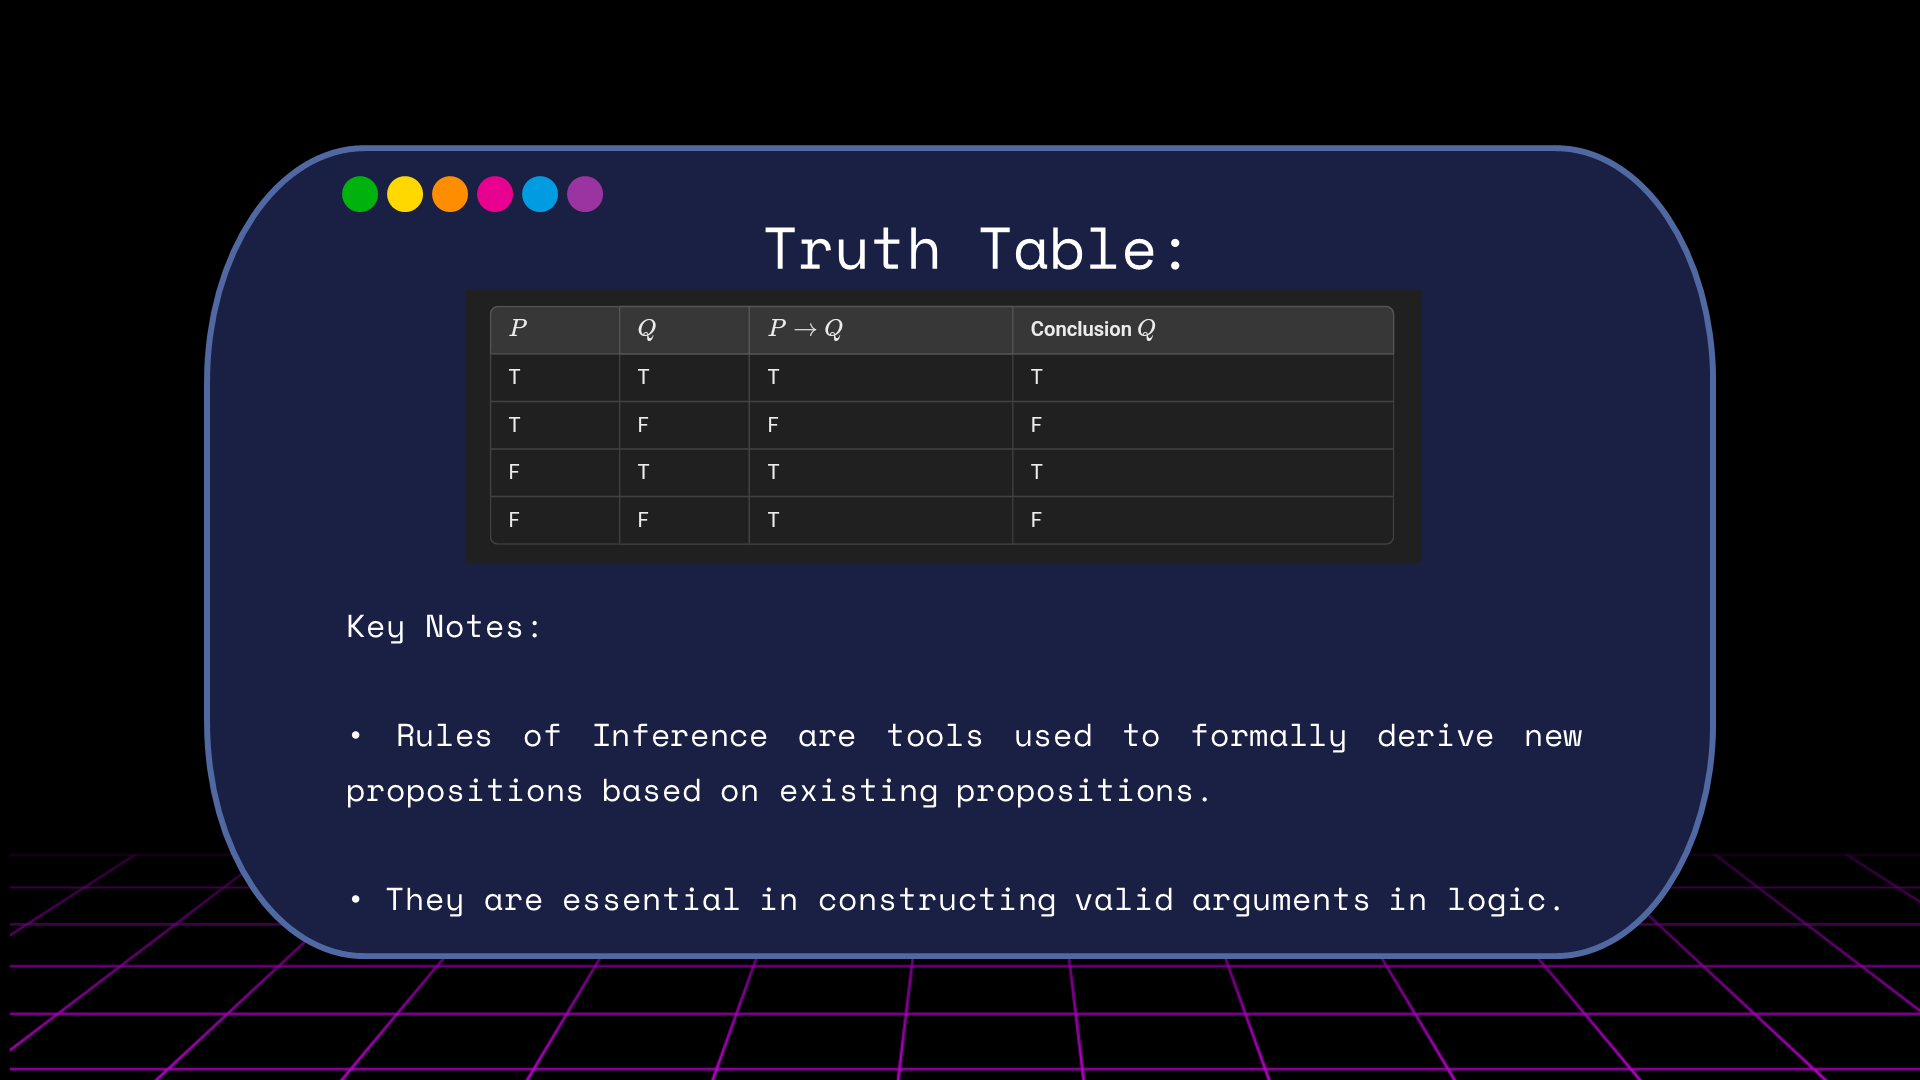 Truth Table:
P Q P → Q Conclusion Q
T T T T
T F F F
F T T T
F F T F
Key Notes:
• Rules of Inference are tools used to formally derive new
propositions based on existing propositions.
• They are essential in constructing valid arguments in logic.